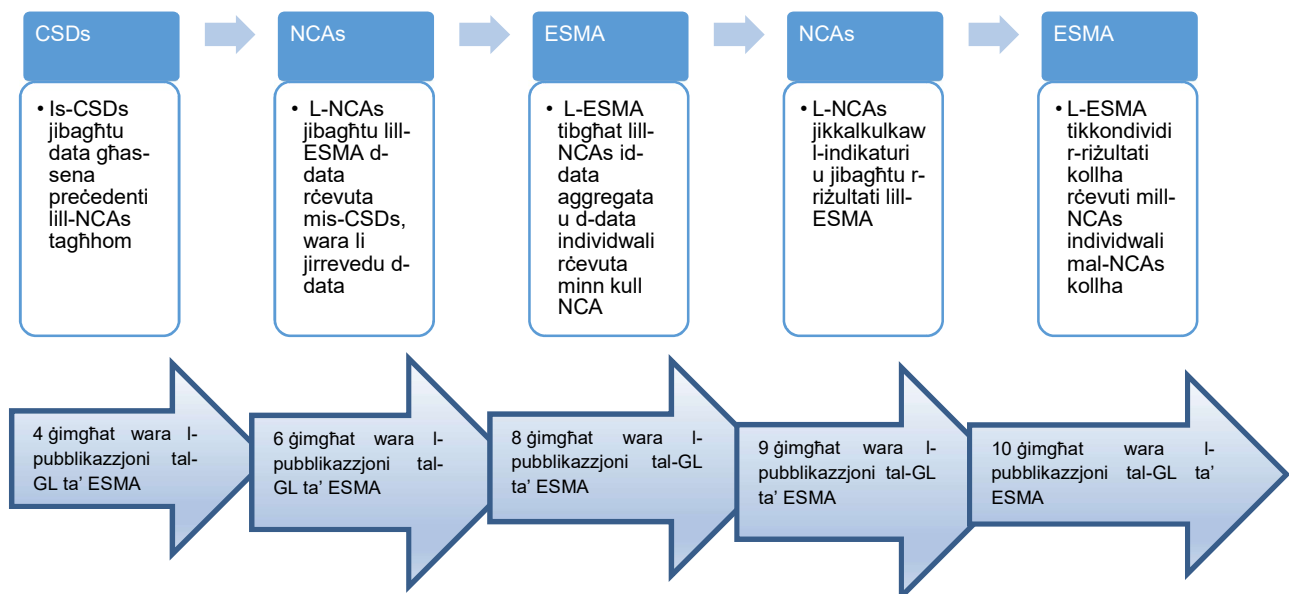 CSDs
NCAs
ESMA
NCAs
ESMA
• Is-CSDs
jibagħtu
data għas-
sena
preċedenti
lill-NCAs
tagħhom
• L-NCAs
jibagħtu lill-
ESMA d-
data
rċevuta
mis-CSDs,
wara li
jirrevedu d-
data
• L-ESMA
tibgħat lill-
NCAs id-
data
aggregata
u d-data
individwali
rċevuta
minn kull
NCA
• L-NCAs
jikkalkulkaw
l-indikaturi
u jibagħtu r-
riżultati lill-
ESMA
• L-ESMA
tikkondividi
r-riżultati
kollha
rċevuti mill-
NCAs
individwali
mal-NCAs
kollha
4 ġimgħat wara l-
pubblikazzjoni tal-
GL ta’ ESMA
6 ġimgħat wara l-
pubblikazzjoni tal-
GL ta’ ESMA
8 ġimgħat wara l-
pubblikazzjoni tal-GL
ta’ ESMA
9 ġimgħat wara l-
pubblikazzjoni tal-GL
ta’ ESMA
10 ġimgħat wara l-
pubblikazzjoni tal-GL ta’
ESMA